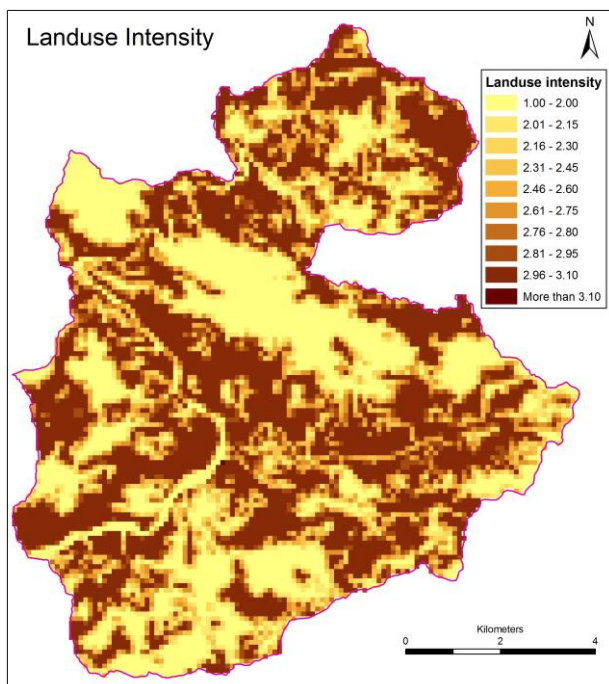 Landuse Intensity
N
Landuse intensity
1.00 - 2.00
2.01 - 2.15
2.16 - 2.30
2.31 - 2.45
2.46 - 2.60
2.61 - 2.75
2.76 - 2.80
2.81 - 2.95
2.96 - 3.10
More than 3.10
Kilometers
0 2 4